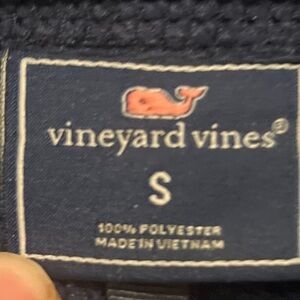 vineyard vines®
S
100% POLYESTER
MADE IN VIETNAM